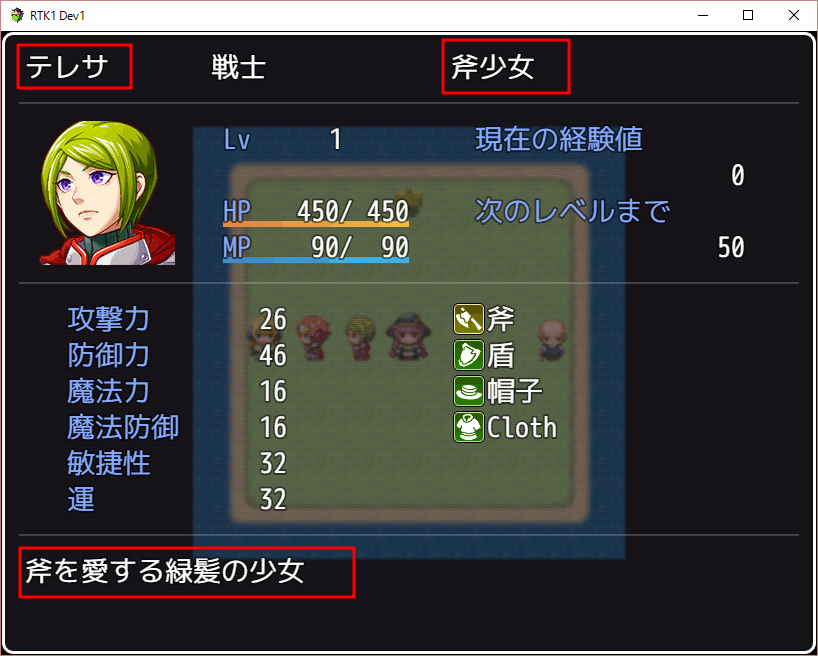 RTK1 Dev1
テレサ 戦士 斧少女
Lv 1 現在の経験値
0
HP 450/ 450 次のレベルまで
MP 90/ 90 50
攻撃力 26 斧
防御力 46 盾
魔法力 16 帽子
魔法防御 16 Cloth
敏捷性 32
運 32
斧を愛する緑髪の少女